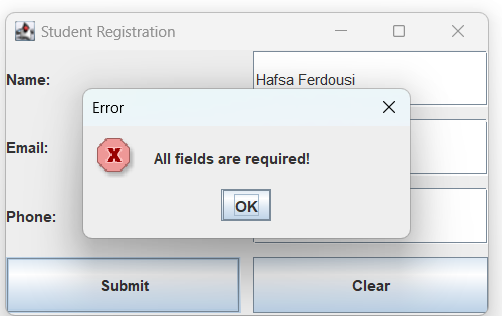 Student Registration
Name:
Hafsa Ferdousi
Error
Email:
All fields are required!
OK
Phone:
Submit
Clear